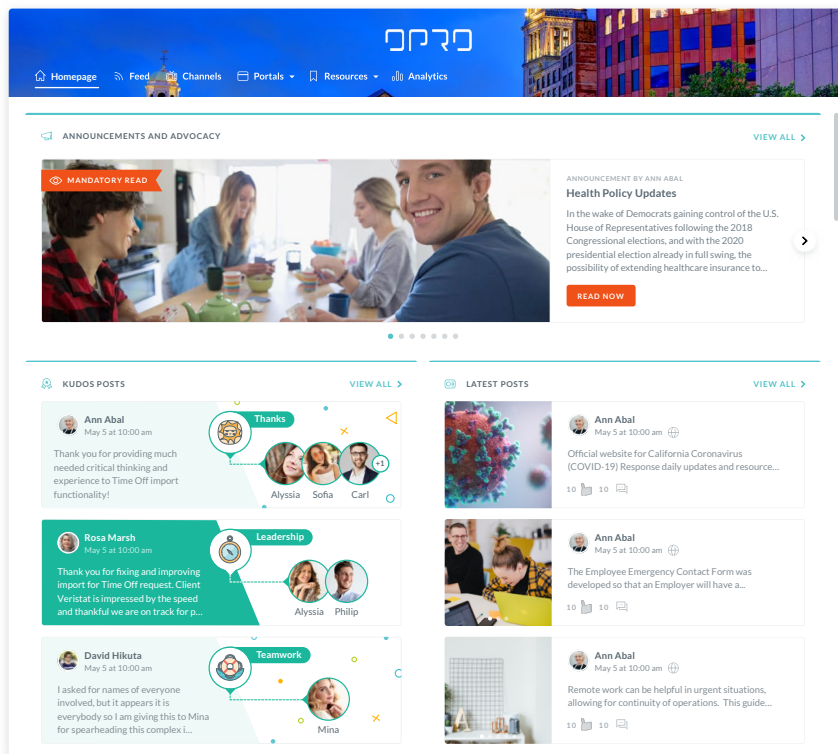 OPRO
Homepage
Feed
Channels
Portals
Resources
Analytics
ANNOUNCEMENTS AND ADVOCACY
VIEW ALL
MANDATORY READ
ANNOUNCEMENT BY ANN ABAL
Health Policy Updates
In the wake of Democrats gaining control of the U.S.
House of Representatives following the 2018
Congressional elections, and with the 2020
presidential election already in full swing, the
possibility of extending healthcare insurance to...
READ NOW
KUDOS POSTS
VIEW ALL
Ann Abal
May 5 at 10:00 am
Thank you for providing much
needed critical thinking and
experience to Time Off import
functionality!
Thanks
+1
Alyssia
Sofia
Carl
Rosa Marsh
May 5 at 10:00 am
Thank you for fixing and improving
import for Time Off request. Client
Veristat is impressed by the speed
and thankful we are on track for p...
Leadership
Alyssia
Philip
David Hikuta
May 5 at 10:00 am
I asked for names of everyone
involved, but it appears it is
everybody so I am giving this to Mina
for spearheading this complex i...
Teamwork
Mina
LATEST POSTS
VIEW ALL
Ann Abal
May 5 at 10:00 am
Official website for California Coronavirus
(COVID-19) Response daily updates and resource...
10 10
Ann Abal
May 5 at 10:00 am
The Employee Emergency Contact Form was
developed so that an Employer will have a...
10 10
Ann Abal
May 5 at 10:00 am
Remote work can be helpful in urgent situations,
allowing for continuity of operations. This guide...
10 10